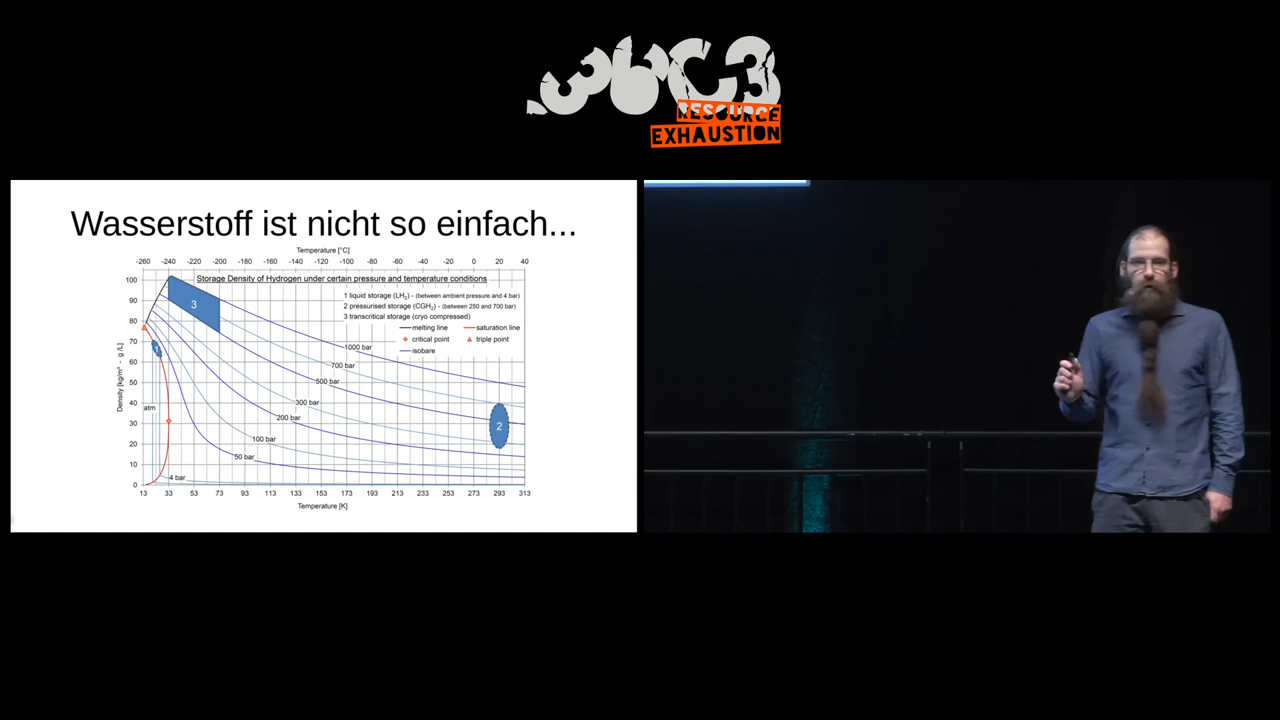 36C3
RESOURCE
EXHAUSTION
Wasserstoff ist nicht so einfach...
Temperature [°C]
-260 -240 -220 -200 -180 -160 -140 -120 -100 -80 -60 -40 -20 0 20 40
Storage Density of Hydrogen under certain pressure and temperature conditions
1 liquid storage (LH₂) - (between ambient pressure and 4 bar)
2 pressurised storage (CGH₂) - (between 250 and 700 bar)
3 transcritical storage (cryo compressed)
melting line
saturation line
critical point
triple point
isobare
Density [kg/m³ - g /L]
100
90
80
70
60
50
40
30
20
10
0
3
2
atm
1000 bar
700 bar
500 bar
300 bar
200 bar
100 bar
50 bar
4 bar
13 33 53 73 93 113 133 153 173 193 213 233 253 273 293 313
Temperature [K]